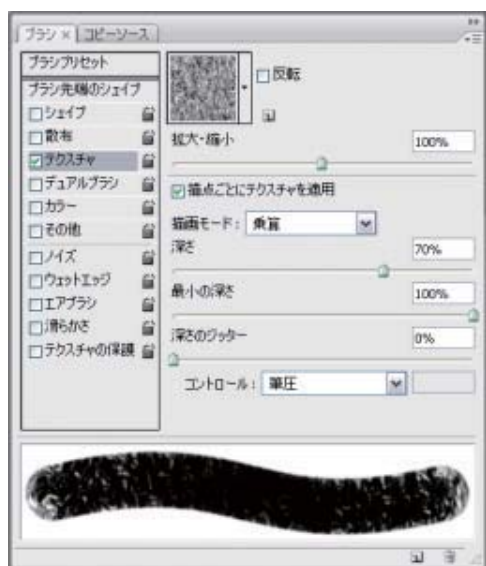 ブラシ × コピーソース
ブラシプリセット
ブラシ先端のシェイプ
シェイプ
散布
テクスチャ
デュアルブラシ
カラー
その他
ノイズ
ウェットエッジ
エアブラシ
滑らかさ
テクスチャの保護
反転
拡大・縮小 100%
描点ごとにテクスチャを適用
描画モード: 乗算
深さ 70%
最小の深さ 100%
深さのジッター 0%
コントロール: 筆圧